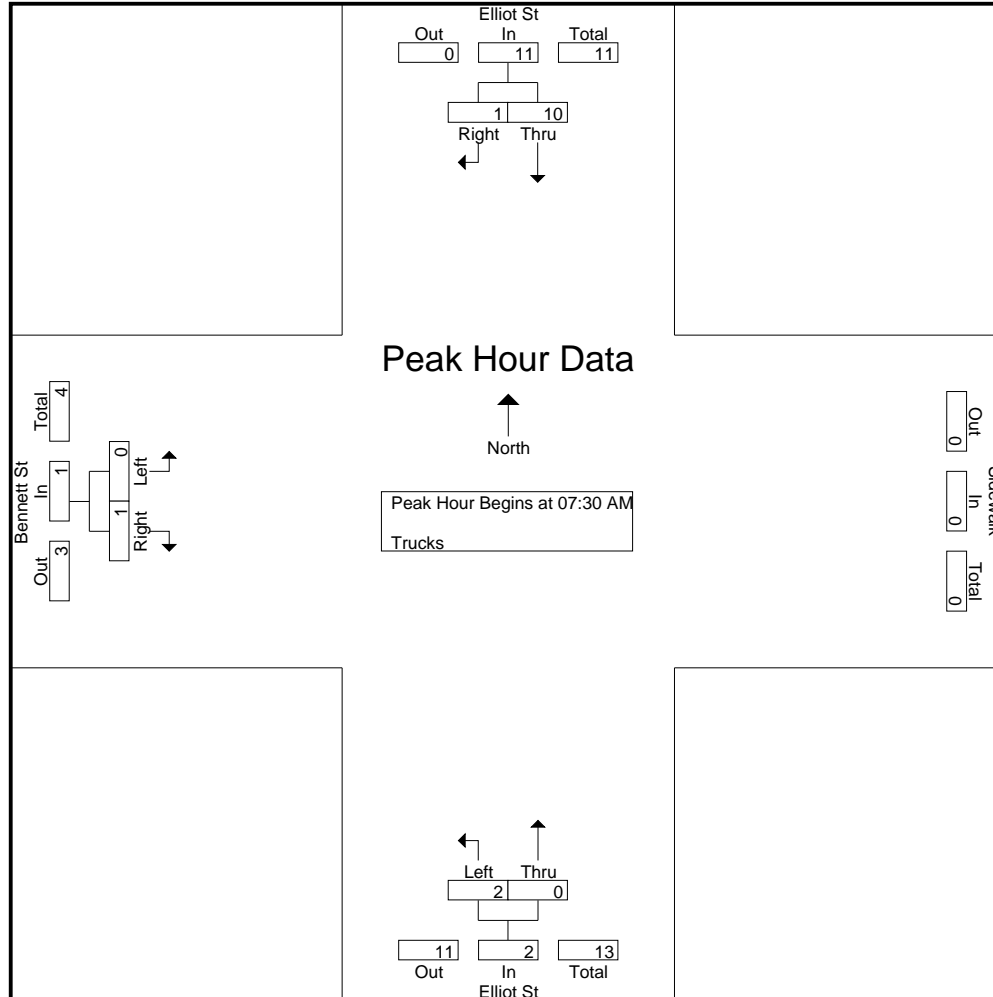 Elliot St
Out In Total
0 11 11
1 10
Right Thru
Peak Hour Data
North
Peak Hour Begins at 07:30 AM
Trucks
Bennett St
Total In Out
4 1 3
0 1
Left Right
Out In Total
0 0 0
Left Thru
2 0
11 2 13
Out In Total
Elliot St